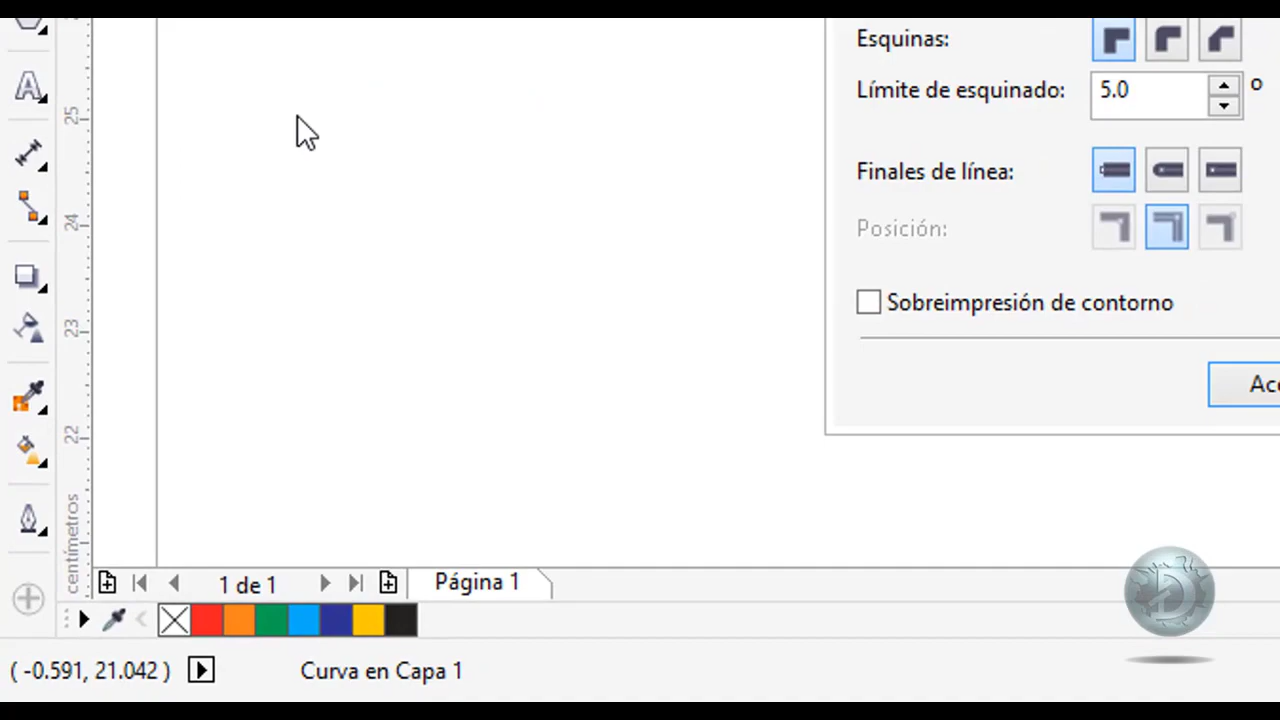 Esquinas:
Límite de esquinado:
5.0
º
Finales de línea:
Posición:
Sobreimpresión de contorno
25
24
23
22
centímetros
1 de 1
Página 1
( -0.591, 21.042 )
Curva en Capa 1